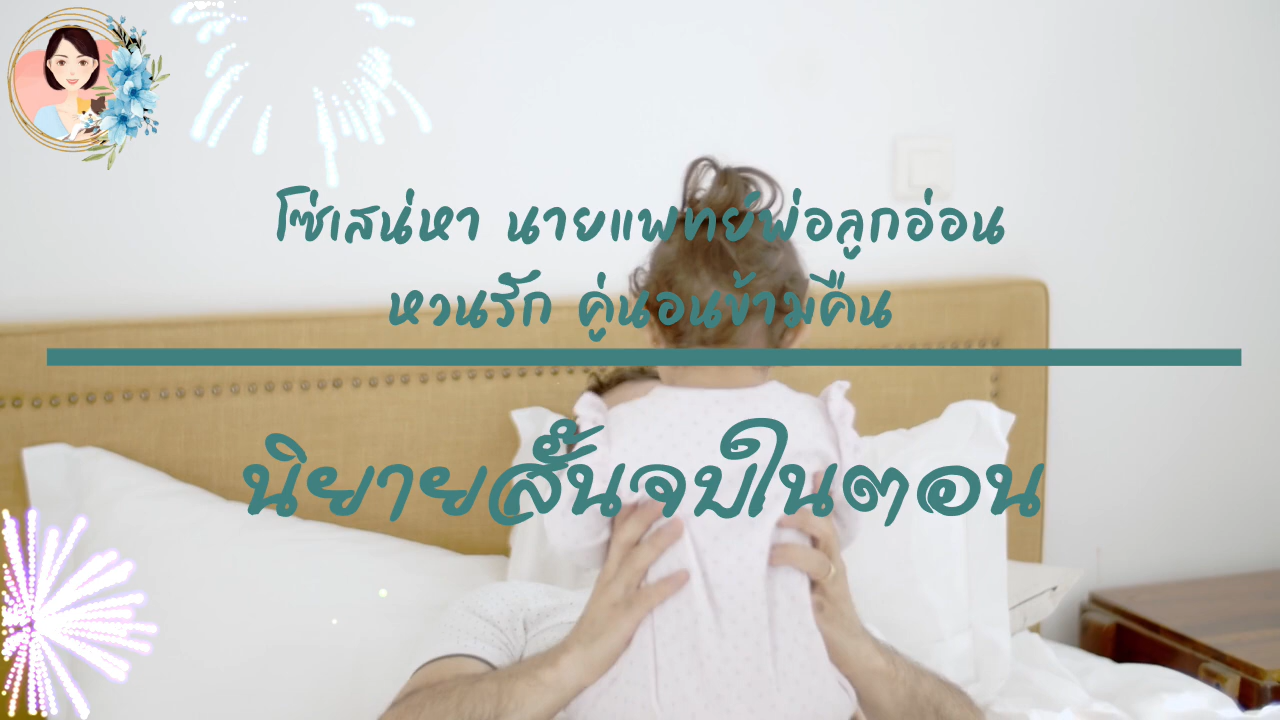 โซ่เสน่หา นายแพทย์พ่อลูกอ่อน
หวนรัก คู่นอนข้ามคืน
นิยายสั้นจบในตอน